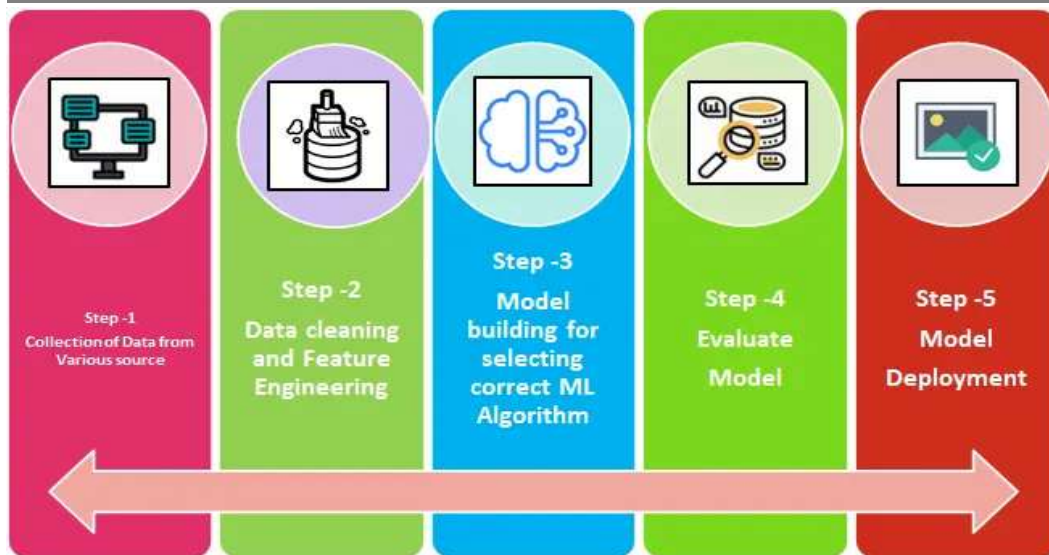 Step -1
Collection of Data from
Various source
Step -2
Data cleaning
and Feature
Engineering
Step -3
Model
building for
selecting
correct ML
Algorithm
Step -4
Evaluate
Model
Step -5
Model
Deployment